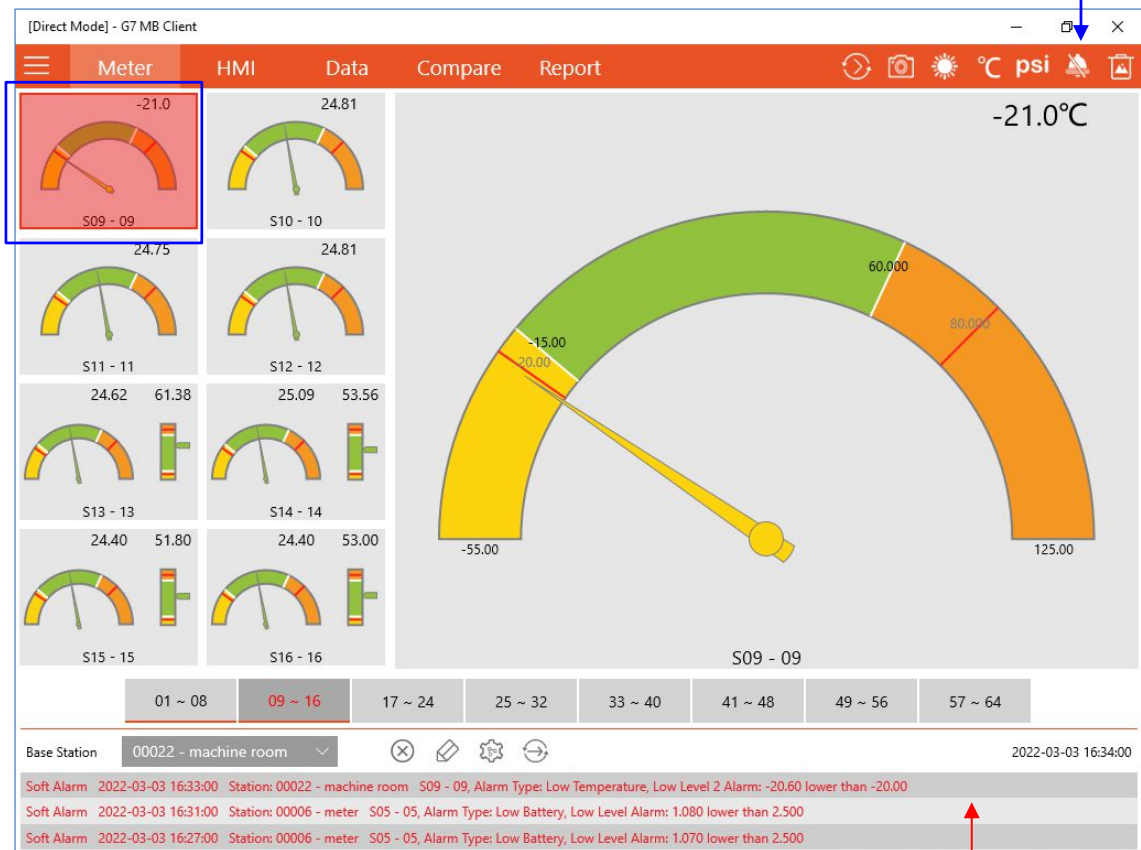 [Direct Mode] - G7 MB Client
Meter HMI Data Compare Report ℃ psi
-21.0
S09 - 09
24.81
S10 - 10
24.75
S11 - 11
24.81
S12 - 12
24.62 61.38
S13 - 13
25.09 53.56
S14 - 14
24.40 51.80
S15 - 15
24.40 53.00
S16 - 16
-21.0℃
60.000
80.000
-15.00
20.00
-55.00
125.00
S09 - 09
01 ~ 08 09 ~ 16 17 ~ 24 25 ~ 32 33 ~ 40 41 ~ 48 49 ~ 56 57 ~ 64
Base Station 00022 - machine room 2022-03-03 16:34:00
Soft Alarm 2022-03-03 16:33:00 Station: 00022 - machine room S09 - 09, Alarm Type: Low Temperature, Low Level 2 Alarm: -20.60 lower than -20.00
Soft Alarm 2022-03-03 16:31:00 Station: 00006 - meter S05 - 05, Alarm Type: Low Battery, Low Level Alarm: 1.080 lower than 2.500
Soft Alarm 2022-03-03 16:27:00 Station: 00006 - meter S05 - 05, Alarm Type: Low Battery, Low Level Alarm: 1.070 lower than 2.500